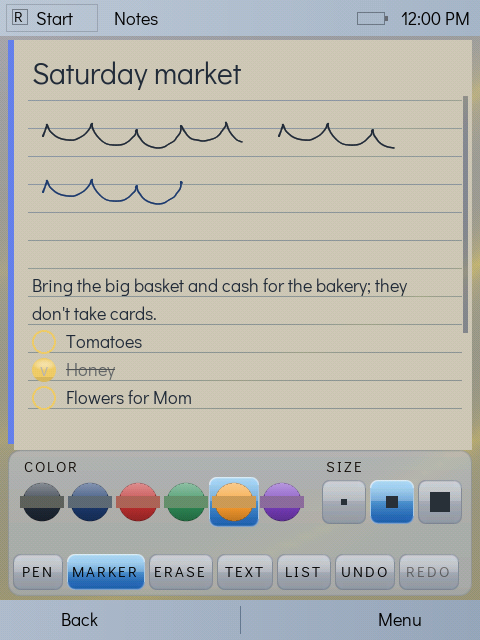 R Start Notes 12:00 PM
Saturday market
Bring the big basket and cash for the bakery; they
don't take cards.
Tomatoes
v Honey
Flowers for Mom
COLOR SIZE
PEN MARKER ERASE TEXT LIST UNDO REDO
Back Menu